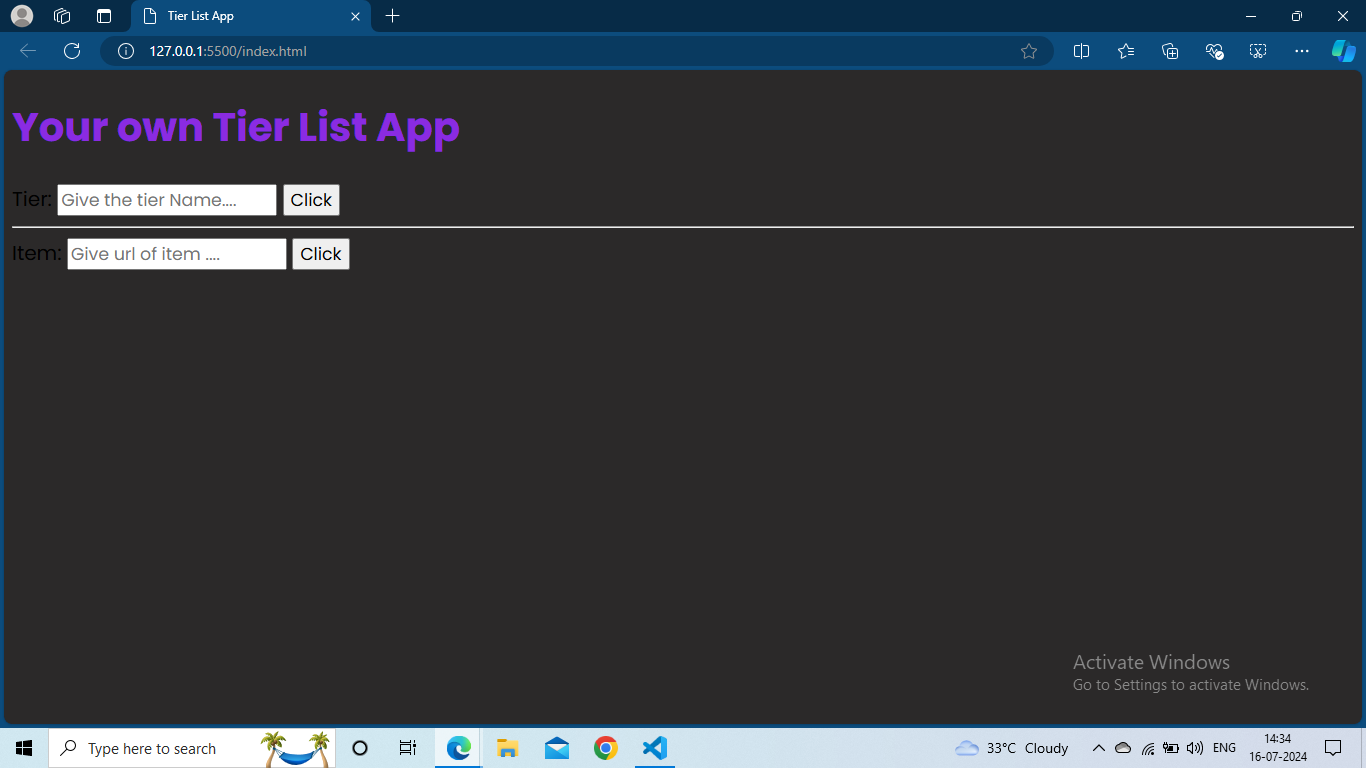 Tier List App
127.0.0.1:5500/index.html
Your own Tier List App
Tier: Give the tier Name.... Click
Item: Give url of item .... Click
Activate Windows
Go to Settings to activate Windows.
Type here to search 33°C Cloudy ENG 14:34
16-07-2024